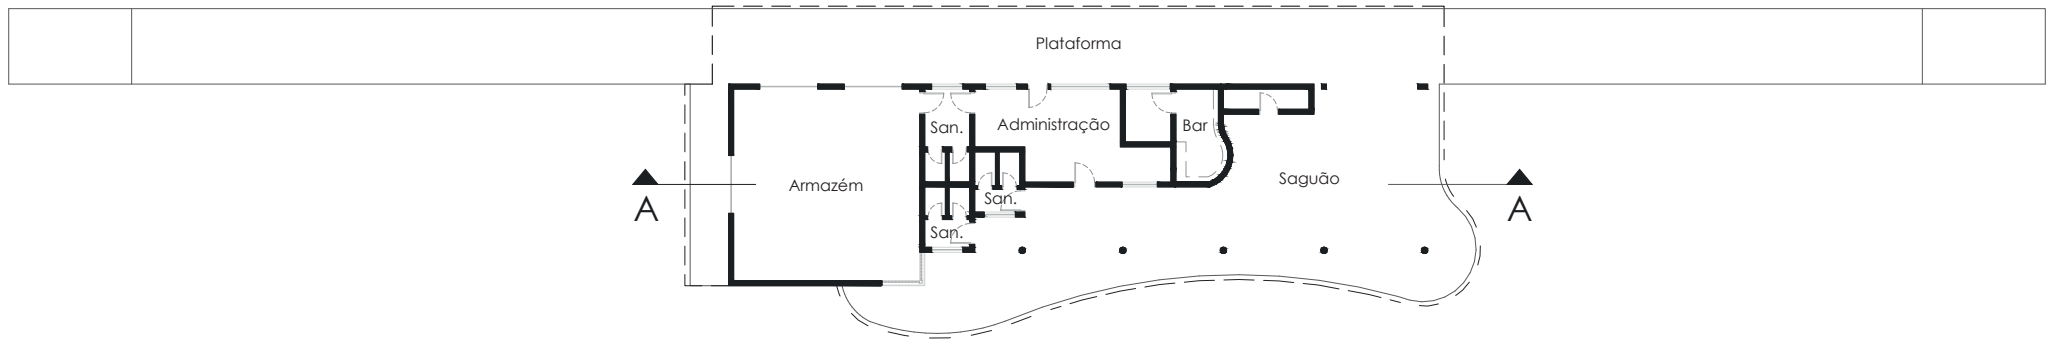 Plataforma
San.
Administração
Bar
Armazém
Saguão
San.
San.
A
A